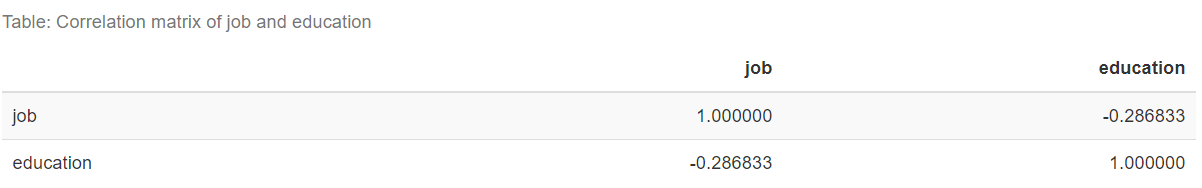 Table: Correlation matrix of job and education
job education
job 1.000000 -0.286833
education -0.286833 1.000000